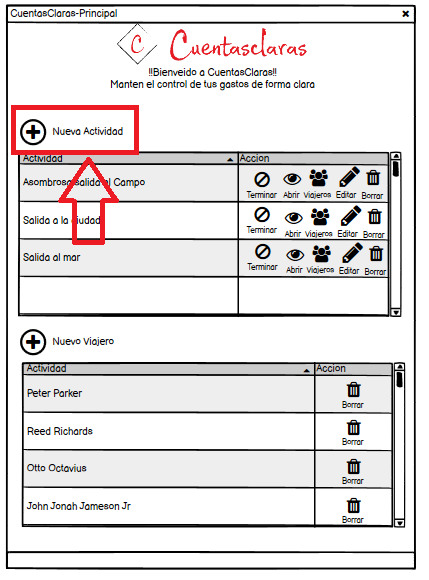 CuentasClaras-Principal
C Cuentasclaras
!!Bienveido a CuentasClaras!!
Manten el control de tus gastos de forma clara
Nueva Actividad
Actividad Accion
Asombrosa salida al Campo Terminar Abrir Viajeros Editar Borrar
Salida a la ciudad Terminar Abrir Viajeros Editar Borrar
Salida al mar Terminar Abrir Viajeros Editar Borrar
Nuevo Viajero
Actividad Accion
Peter Parker Borrar
Reed Richards Borrar
Otto Octavius Borrar
John Jonah Jameson Jr Borrar